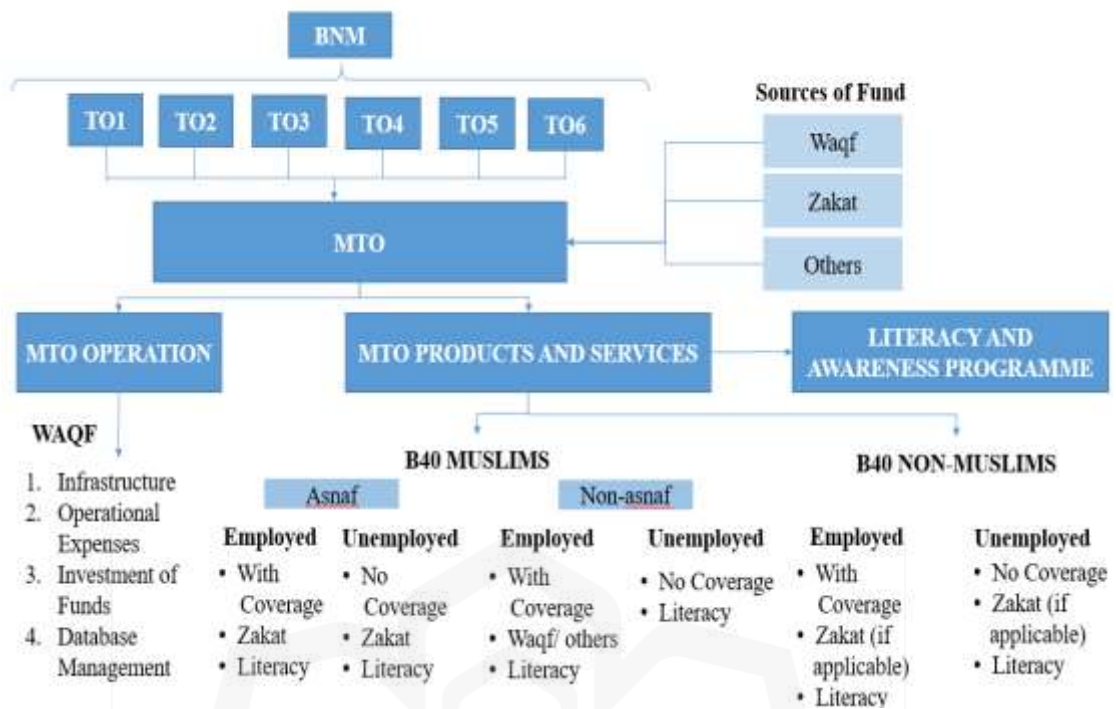 BNM
TO1
TO2
TO3
TO4
TO5
TO6
Sources of Fund
Waqf
Zakat
Others
MTO
MTO OPERATION
MTO PRODUCTS AND SERVICES
LITERACY AND
AWARENESS PROGRAMME
WAQF
1. Infrastructure
2. Operational
Expenses
3. Investment of
Funds
4. Database
Management
B40 MUSLIMS
Asnaf
Employed
• With
Coverage
• Zakat
• Literacy
Unemployed
• No
Coverage
• Zakat
• Literacy
Non-asnaf
Employed
• With
Coverage
• Waqf/ others
• Literacy
Unemployed
• No Coverage
• Literacy
B40 NON-MUSLIMS
Employed
• With
Coverage
• Zakat (if
applicable)
• Literacy
Unemployed
• No Coverage
• Zakat (if
applicable)
• Literacy